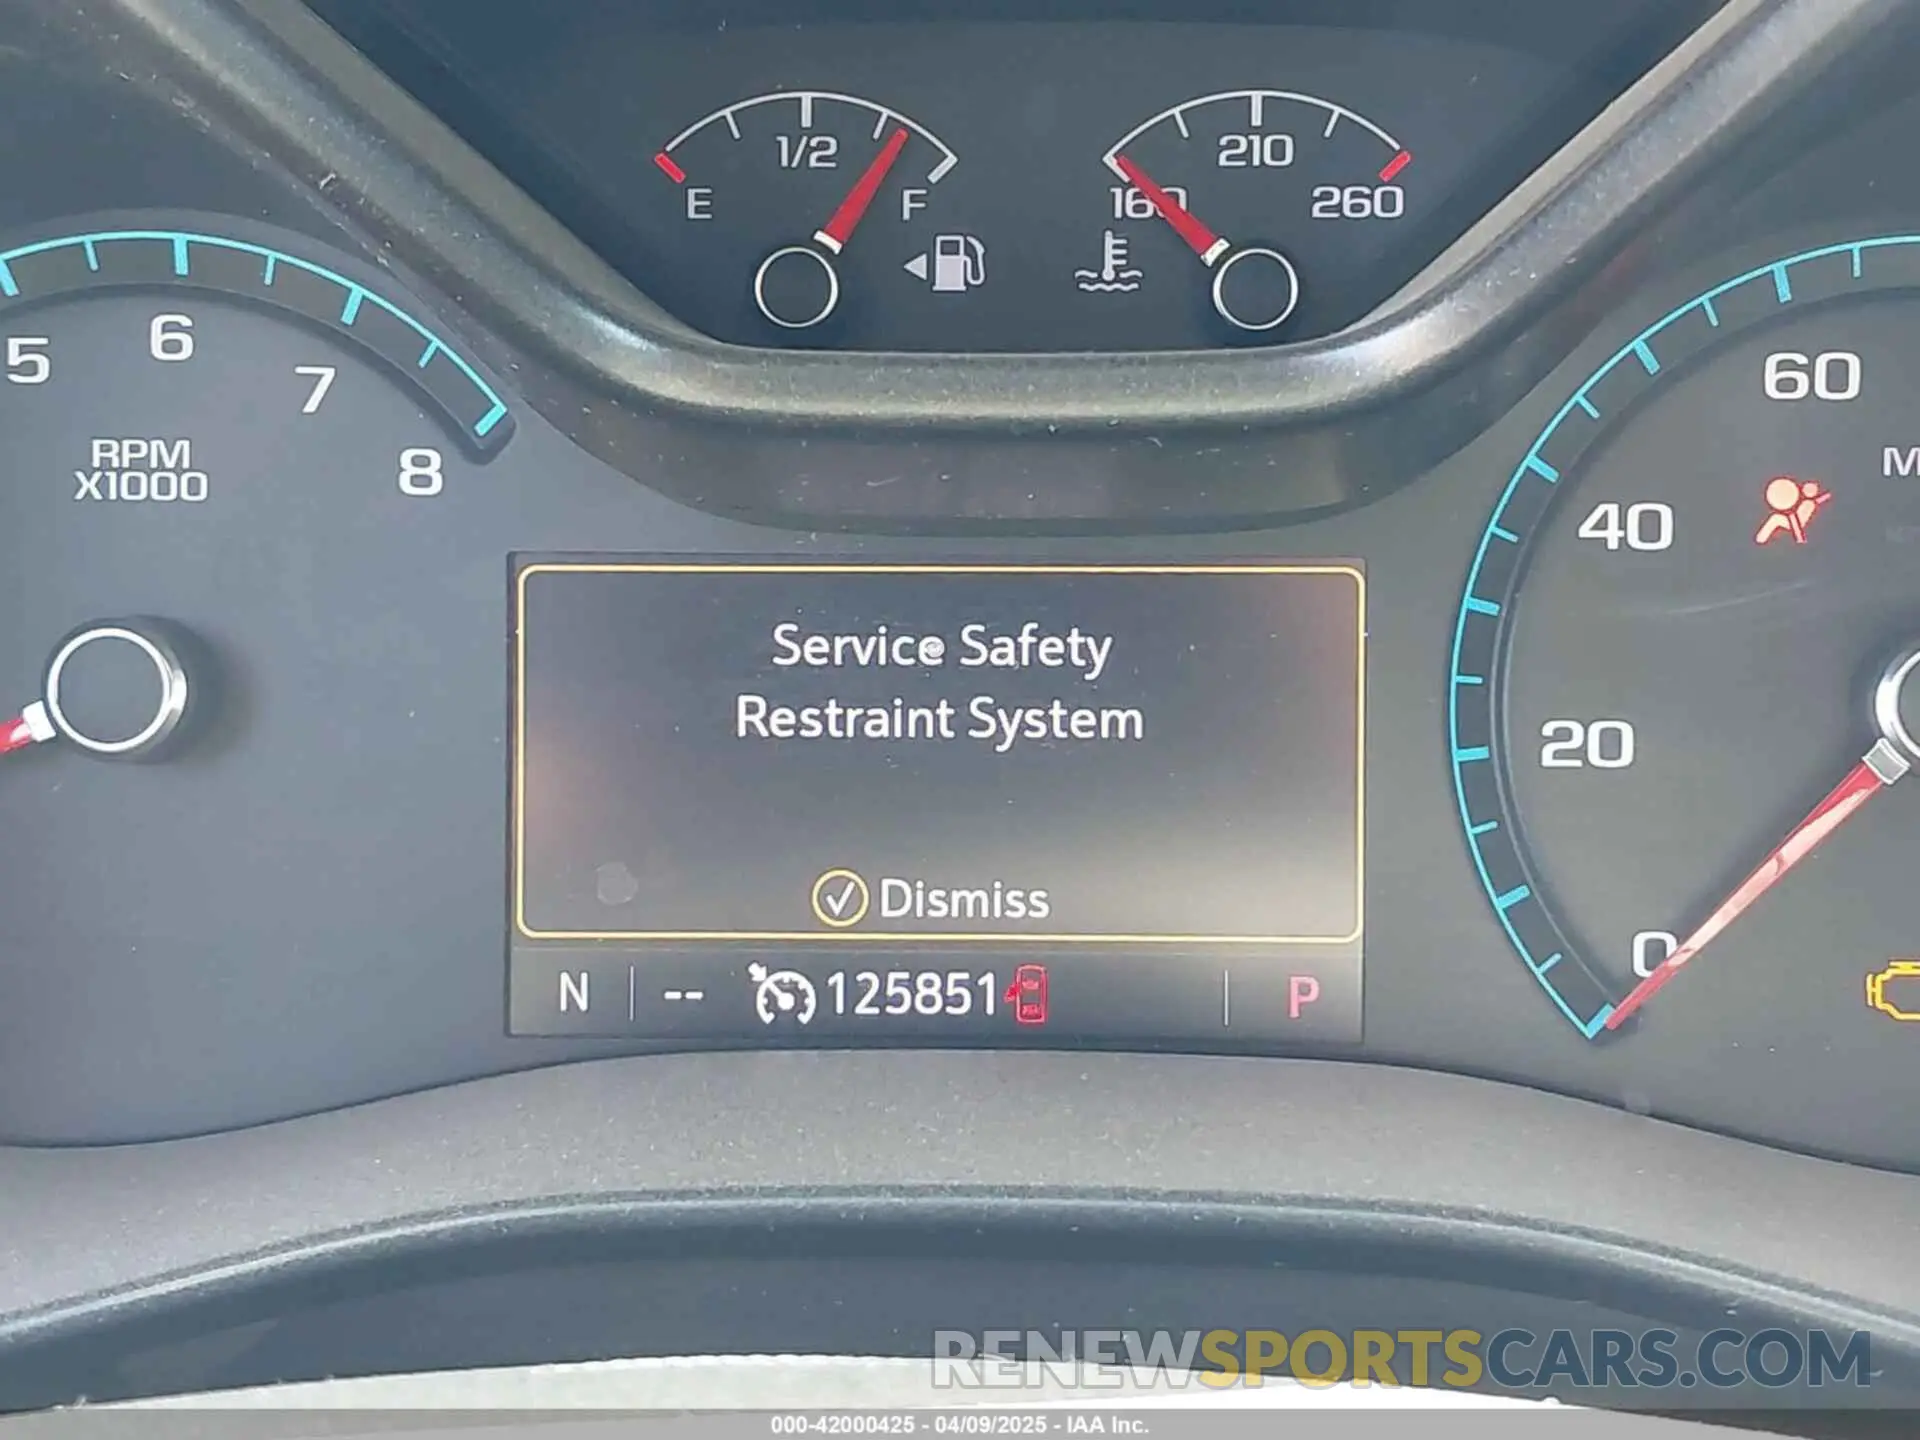 1/2
210
E
F
160
260
5
6
7
8
RPM
X1000
60
40
20
0
Service Safety
Restraint System
Dismiss
N -- 125851 P
RENEWSPORTSCARS.COM
000-42000425 - 04/09/2025 - IAA Inc.